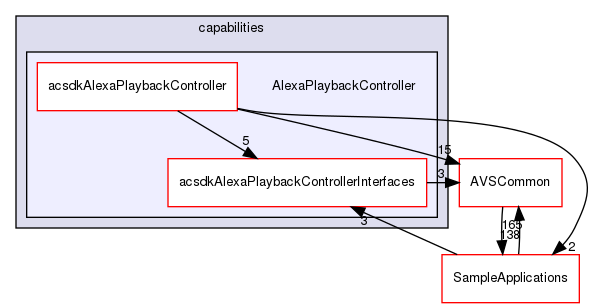 capabilities
acsdkAlexaPlaybackController
AlexaPlaybackController
5
15
acsdkAlexaPlaybackControllerInterfaces
3
AVSCommon
3
165
138
2
SampleApplications